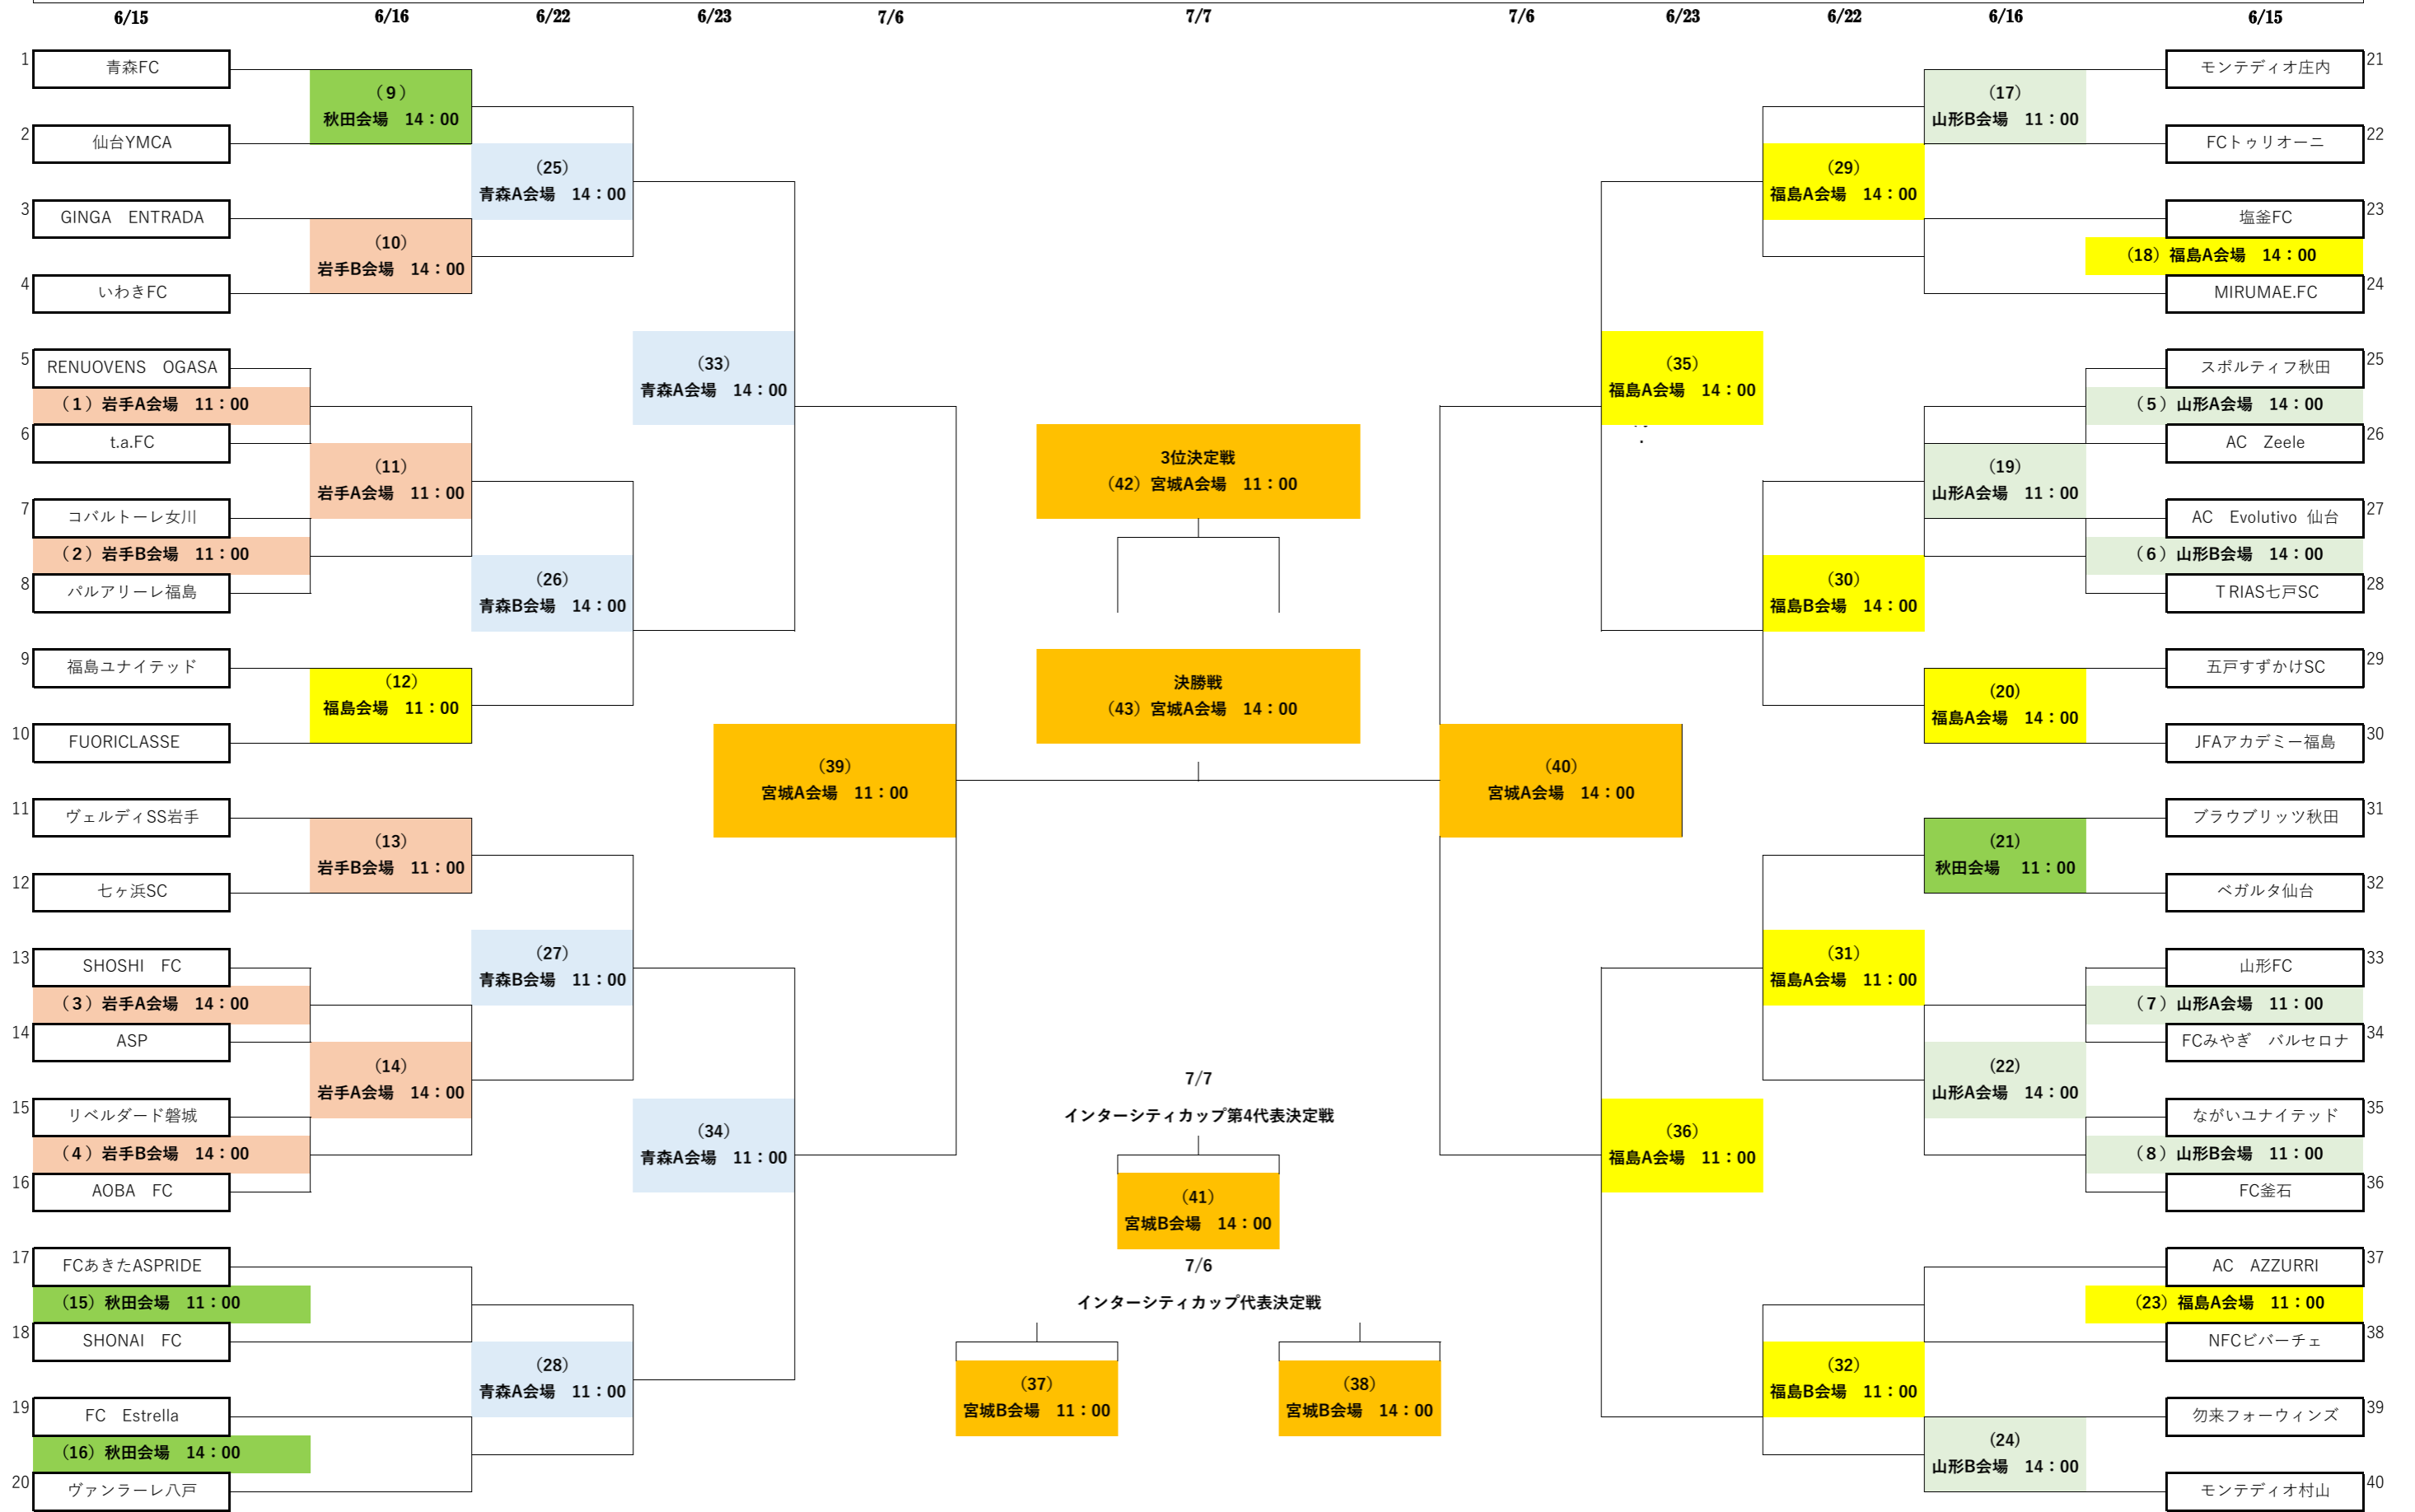 6/15 6/16 6/22 6/23 7/6 7/7 7/6 6/23 6/22 6/16 6/15
1 青森FC
（9）
秋田会場　14：00
2 仙台YMCA
（25）
青森A会場　14：00
3 GINGA　ENTRADA
（10）
岩手B会場　14：00
4 いわきFC
（33）
青森A会場　14：00
5 RENUOVENS　OGASA
（1）岩手A会場　11：00
6 t.a.FC
（11）
岩手A会場　11：00
7 コバルトーレ女川
（2）岩手B会場　11：00
8 パルアリーレ福島
（26）
青森B会場　14：00
9 福島ユナイテッド
（12）
福島会場　11：00
10 FUORICLASSE
（39）
宮城A会場　11：00
11 ヴェルディSS岩手
（13）
岩手B会場　11：00
12 七ヶ浜SC
（27）
青森B会場　11：00
13 SHOSHI　FC
（3）岩手A会場　14：00
14 ASP
（14）
岩手A会場　14：00
15 リベルダード磐城
（4）岩手B会場　14：00
16 AOBA　FC
（34）
青森A会場　11：00
17 FCあきたASPRIDE
（15）秋田会場　11：00
18 SHONAI　FC
（28）
青森A会場　11：00
19 FC　Estrella
（16）秋田会場　14：00
20 ヴァンラーレ八戸
3位決定戦
（42）宮城A会場　11：00
決勝戦
（43）宮城A会場　14：00
7/7
インターシティカップ第4代表決定戦
（41）
宮城B会場　14：00
7/6
インターシティカップ代表決定戦
（37）
宮城B会場　11：00
（38）
宮城B会場　14：00
モンテディオ庄内 21
（17）
山形B会場　11：00
FCトゥリオーニ 22
（29）
福島A会場　14：00
塩釜FC 23
（18）福島A会場　14：00
MIRUMAE.FC 24
（35）
福島A会場　14：00
スポルティフ秋田 25
（5）山形A会場　14：00
AC　Zeele 26
（19）
山形A会場　11：00
AC　Evolutivo 仙台 27
（6）山形B会場　14：00
ＴRIAS七戸SC 28
（30）
福島B会場　14：00
五戸すずかけSC 29
（20）
福島A会場　14：00
JFAアカデミー福島 30
（40）
宮城A会場　14：00
ブラウブリッツ秋田 31
（21）
秋田会場　11：00
ベガルタ仙台 32
（31）
福島A会場　11：00
山形FC 33
（7）山形A会場　11：00
FCみやぎ　バルセロナ 34
（22）
山形A会場　14：00
ながいユナイテッド 35
（8）山形B会場　11：00
FC釜石 36
（36）
福島A会場　11：00
AC　AZZURRI 37
（23）福島A会場　11：00
NFCビバーチェ 38
（32）
福島B会場　11：00
勿来フォーウィンズ 39
（24）
山形B会場　14：00
モンテディオ村山 40